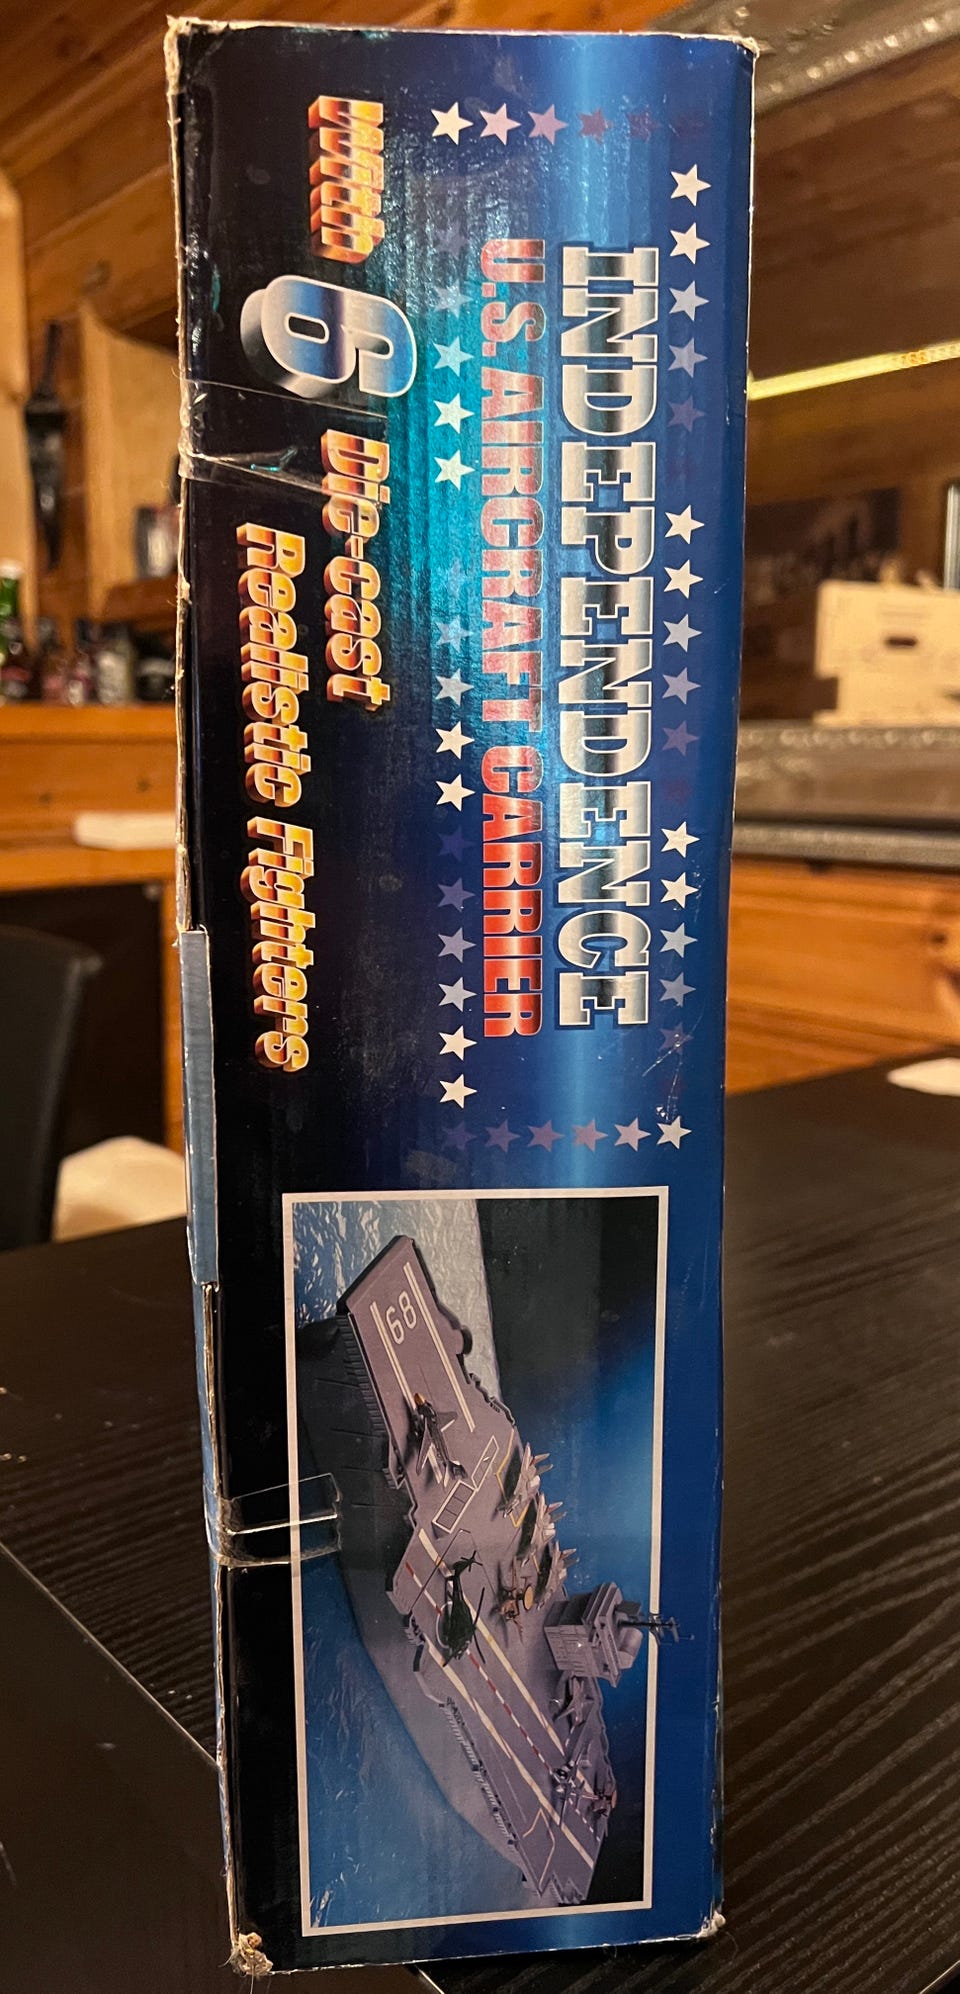 INDEPENDENCE
U.S. AIRCRAFT CARRIER
With 6 Die-cast
Realistic Fighters
68